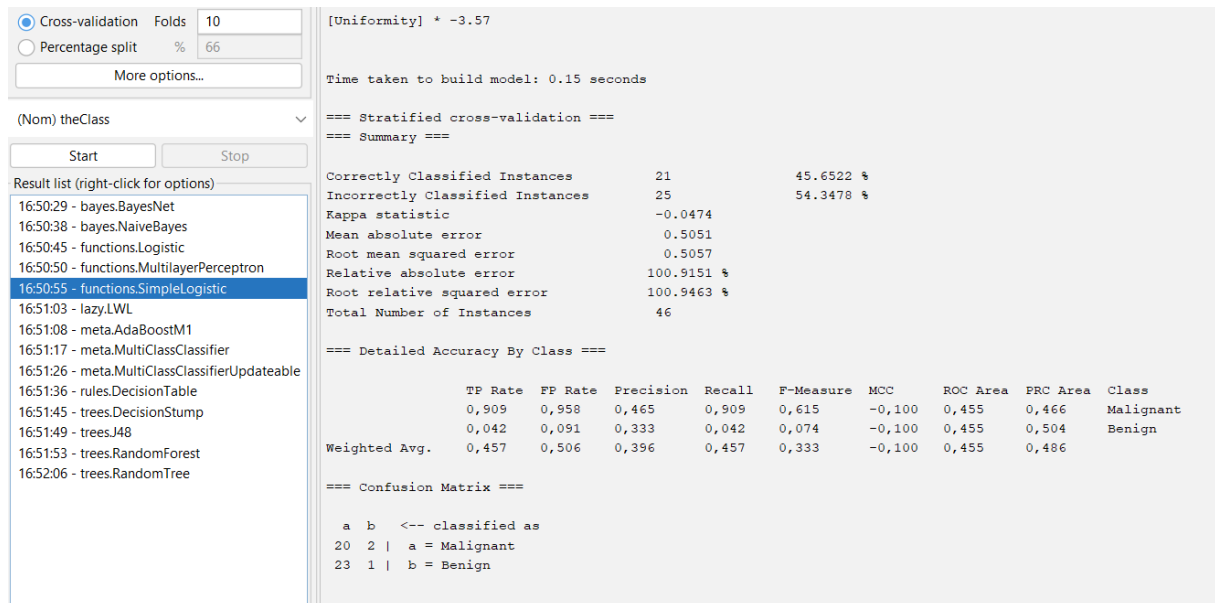 Cross-validation Folds 10
Percentage split % 66
More options...
(Nom) theClass
Start Stop
Result list (right-click for options)
16:50:29 - bayes.BayesNet
16:50:38 - bayes.NaiveBayes
16:50:45 - functions.Logistic
16:50:50 - functions.MultilayerPerceptron
16:50:55 - functions.SimpleLogistic
16:51:03 - lazy.LWL
16:51:08 - meta.AdaBoostM1
16:51:17 - meta.MultiClassClassifier
16:51:26 - meta.MultiClassClassifierUpdateable
16:51:36 - rules.DecisionTable
16:51:45 - trees.DecisionStump
16:51:49 - trees.J48
16:51:53 - trees.RandomForest
16:52:06 - trees.RandomTree
[Uniformity] * -3.57
Time taken to build model: 0.15 seconds
=== Stratified cross-validation ===
=== Summary ===
Correctly Classified Instances 21 45.6522 %
Incorrectly Classified Instances 25 54.3478 %
Kappa statistic -0.0474
Mean absolute error 0.5051
Root mean squared error 0.5057
Relative absolute error 100.9151 %
Root relative squared error 100.9463 %
Total Number of Instances 46
=== Detailed Accuracy By Class ===
TP Rate FP Rate Precision Recall F-Measure MCC ROC Area PRC Area Class
0,909 0,958 0,465 0,909 0,615 -0,100 0,455 0,466 Malignant
0,042 0,091 0,333 0,042 0,074 -0,100 0,455 0,504 Benign
Weighted Avg. 0,457 0,506 0,396 0,457 0,333 -0,100 0,455 0,486
=== Confusion Matrix ===
a b <-- classified as
20 2 | a = Malignant
23 1 | b = Benign